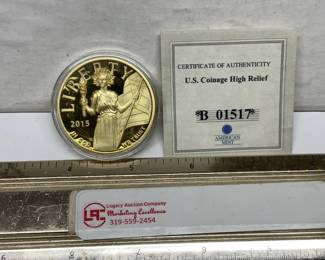 LIBERTY
2015
CERTIFICATE OF AUTHENTICITY
U.S. Coinage High Relief
*B 01517*
AMERICAN
MINT
Legacy Auction Company
Marketing Excellence
319-559-2454
LAC